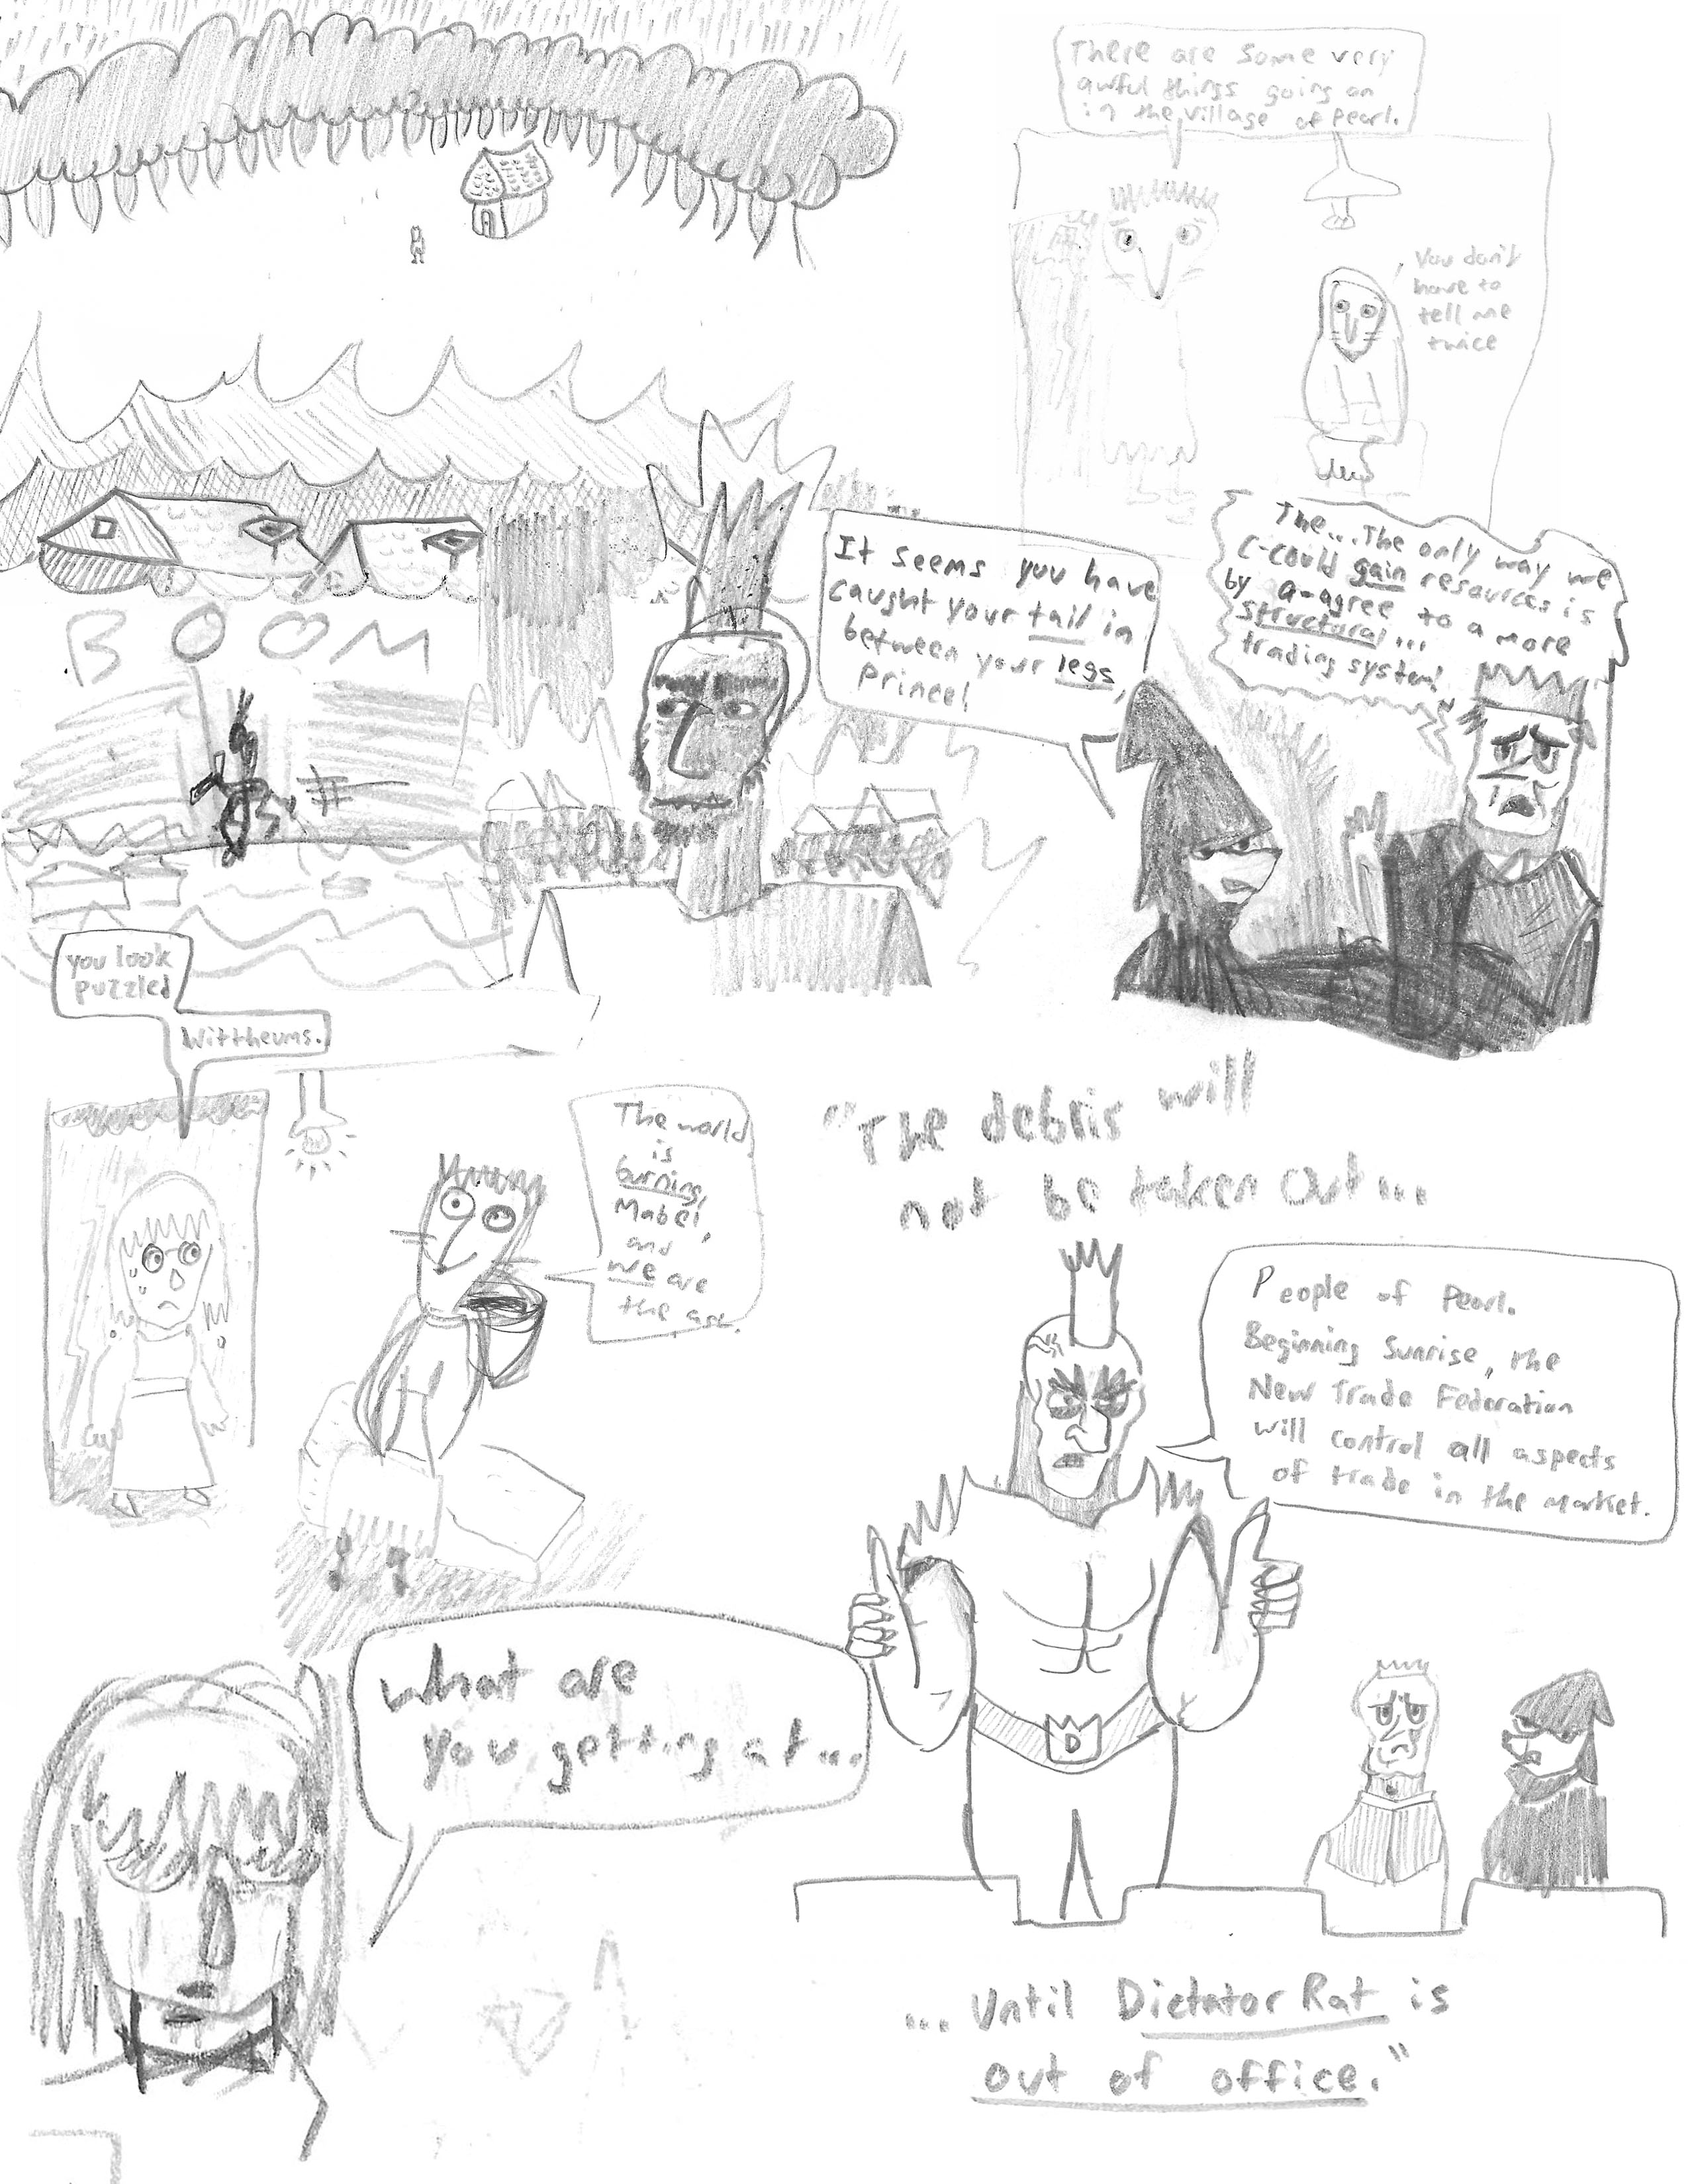 There are some very
awful things going on
in the village of Pearl.
You don't
have to
tell me
twice
BOOM
It seems you have
caught your tail in
between your legs,
Prince!
The... The only way we
c-could gain resources is
by a-agree to a more
structural...
trading system!
you look
puzzled
Wittheums.
The world
is
burning,
Mabel,
and
we are
the ash.
"The debris will
not be taken out...
People of Pearl.
Beginning Sunrise, the
New Trade Federation
will control all aspects
of trade in the market.
D
What are
you getting at...
... Until Dictator Rat is
out of office."